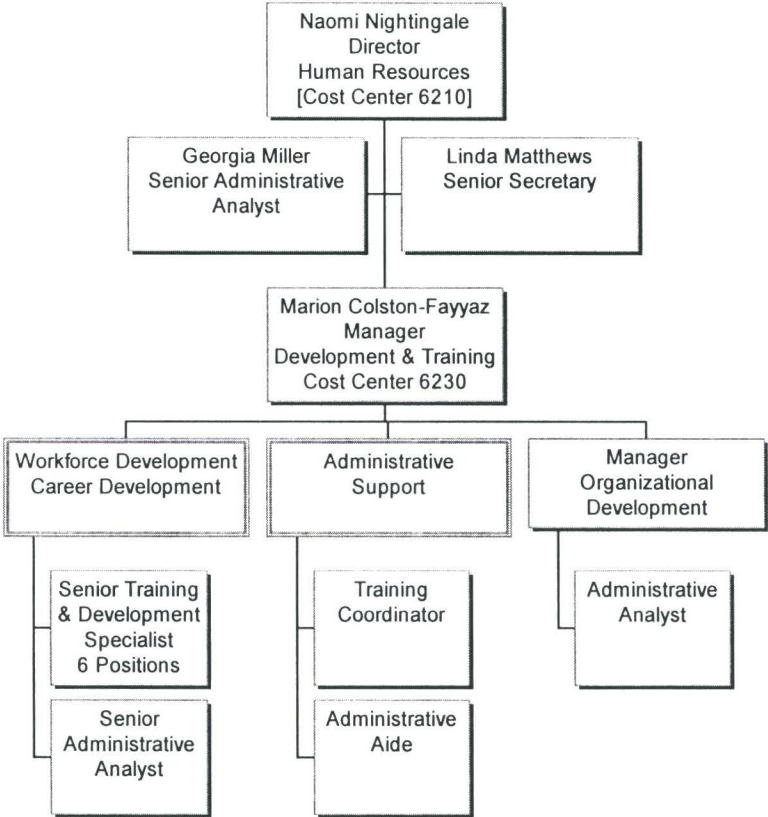 Naomi Nightingale
Director
Human Resources
[Cost Center 6210]
Georgia Miller
Senior Administrative
Analyst
Linda Matthews
Senior Secretary
Marion Colston-Fayyaz
Manager
Development & Training
Cost Center 6230
Workforce Development
Career Development
Administrative
Support
Manager
Organizational
Development
Senior Training
& Development
Specialist
6 Positions
Training
Coordinator
Administrative
Analyst
Senior
Administrative
Analyst
Administrative
Aide